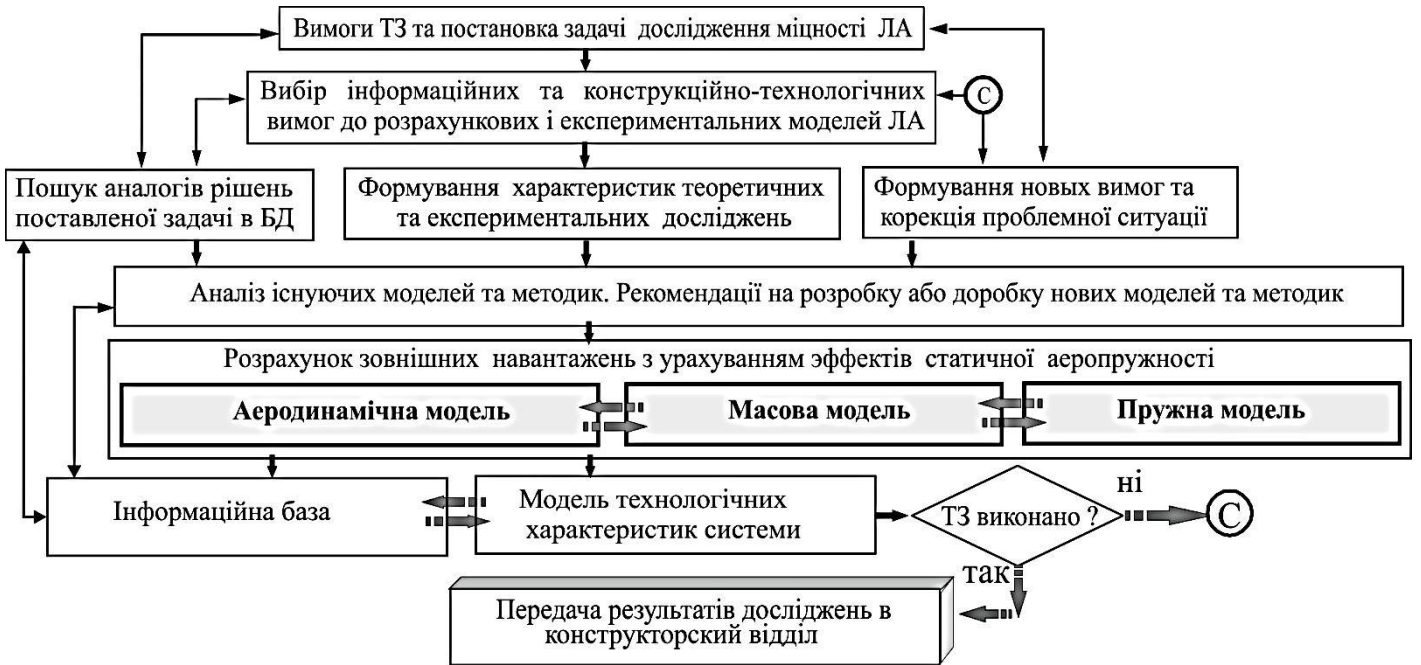 Вимоги ТЗ та постановка задачі дослідження міцності ЛА
Вибір інформаційних та конструкційно-технологічних
вимог до розрахункових і експериментальних моделей ЛА
С
Пошук аналогів рішень
поставленої задачі в БД
Формування характеристик теоретичних
та експериментальних досліджень
Формування новых вимог та
корекція проблемної ситуації
Аналіз існуючих моделей та методик. Рекомендації на розробку або доробку нових моделей та методик
Розрахунок зовнішних навантажень з урахуванням эффектів статичної аеропружності
Аеродинамічна модель
Масова модель
Пружна модель
Інформаційна база
Модель технологічних
характеристик системи
ТЗ виконано ?
ні
С
так
Передача результатів досліджень в
конструкторский відділ